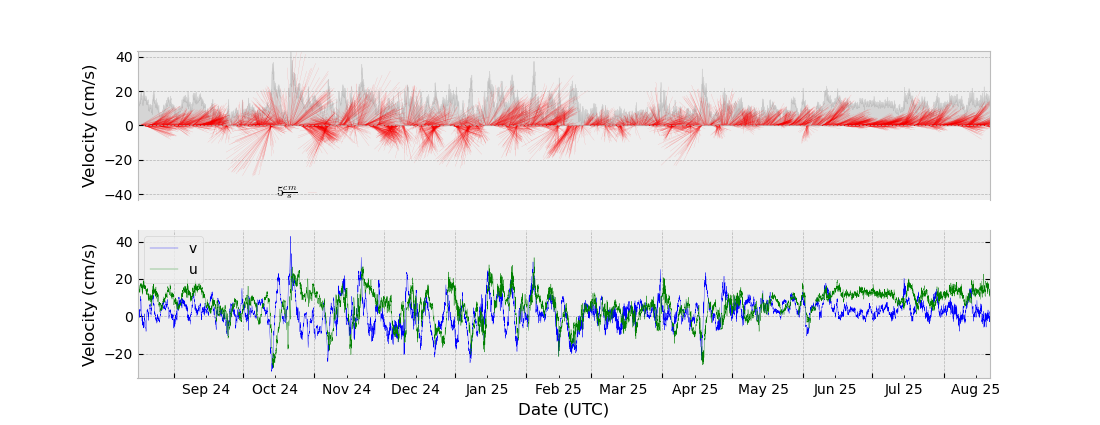 Velocity (cm/s)
40
20
0
−20
−40
5 cm/s
Velocity (cm/s)
40
20
0
−20
v
u
Sep 24 Oct 24 Nov 24 Dec 24 Jan 25 Feb 25 Mar 25 Apr 25 May 25 Jun 25 Jul 25 Aug 25
Date (UTC)